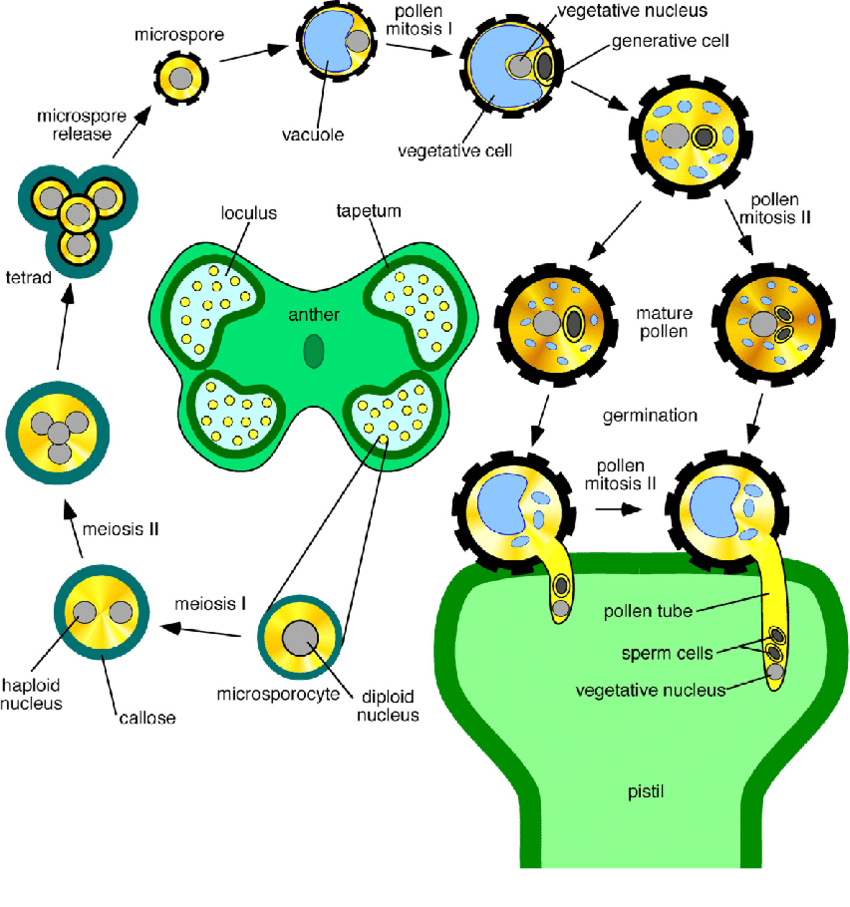 microspore
pollen
mitosis I
vegetative nucleus
generative cell
microspore
release
vacuole
vegetative cell
tetrad
loculus
tapetum
anther
pollen
mitosis II
mature
pollen
germination
pollen
mitosis II
meiosis II
meiosis I
haploid
nucleus
callose
microsporocyte
diploid
nucleus
pollen tube
sperm cells
vegetative nucleus
pistil